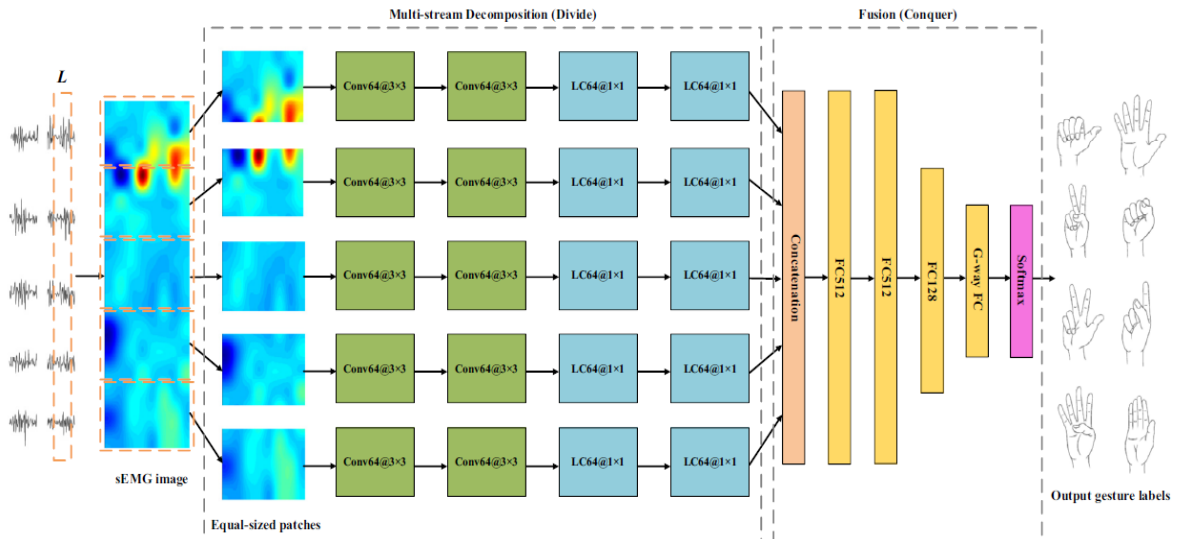 Multi-stream Decomposition (Divide)
Fusion (Conquer)
L
Conv64@3×3
Conv64@3×3
LC64@1×1
LC64@1×1
Conv64@3×3
Conv64@3×3
LC64@1×1
LC64@1×1
Conv64@3×3
Conv64@3×3
LC64@1×1
LC64@1×1
Conv64@3×3
Conv64@3×3
LC64@1×1
LC64@1×1
Conv64@3×3
Conv64@3×3
LC64@1×1
LC64@1×1
Concatenation
FC512
FC512
FC128
G-way FC
Softmax
sEMG image
Equal-sized patches
Output gesture labels